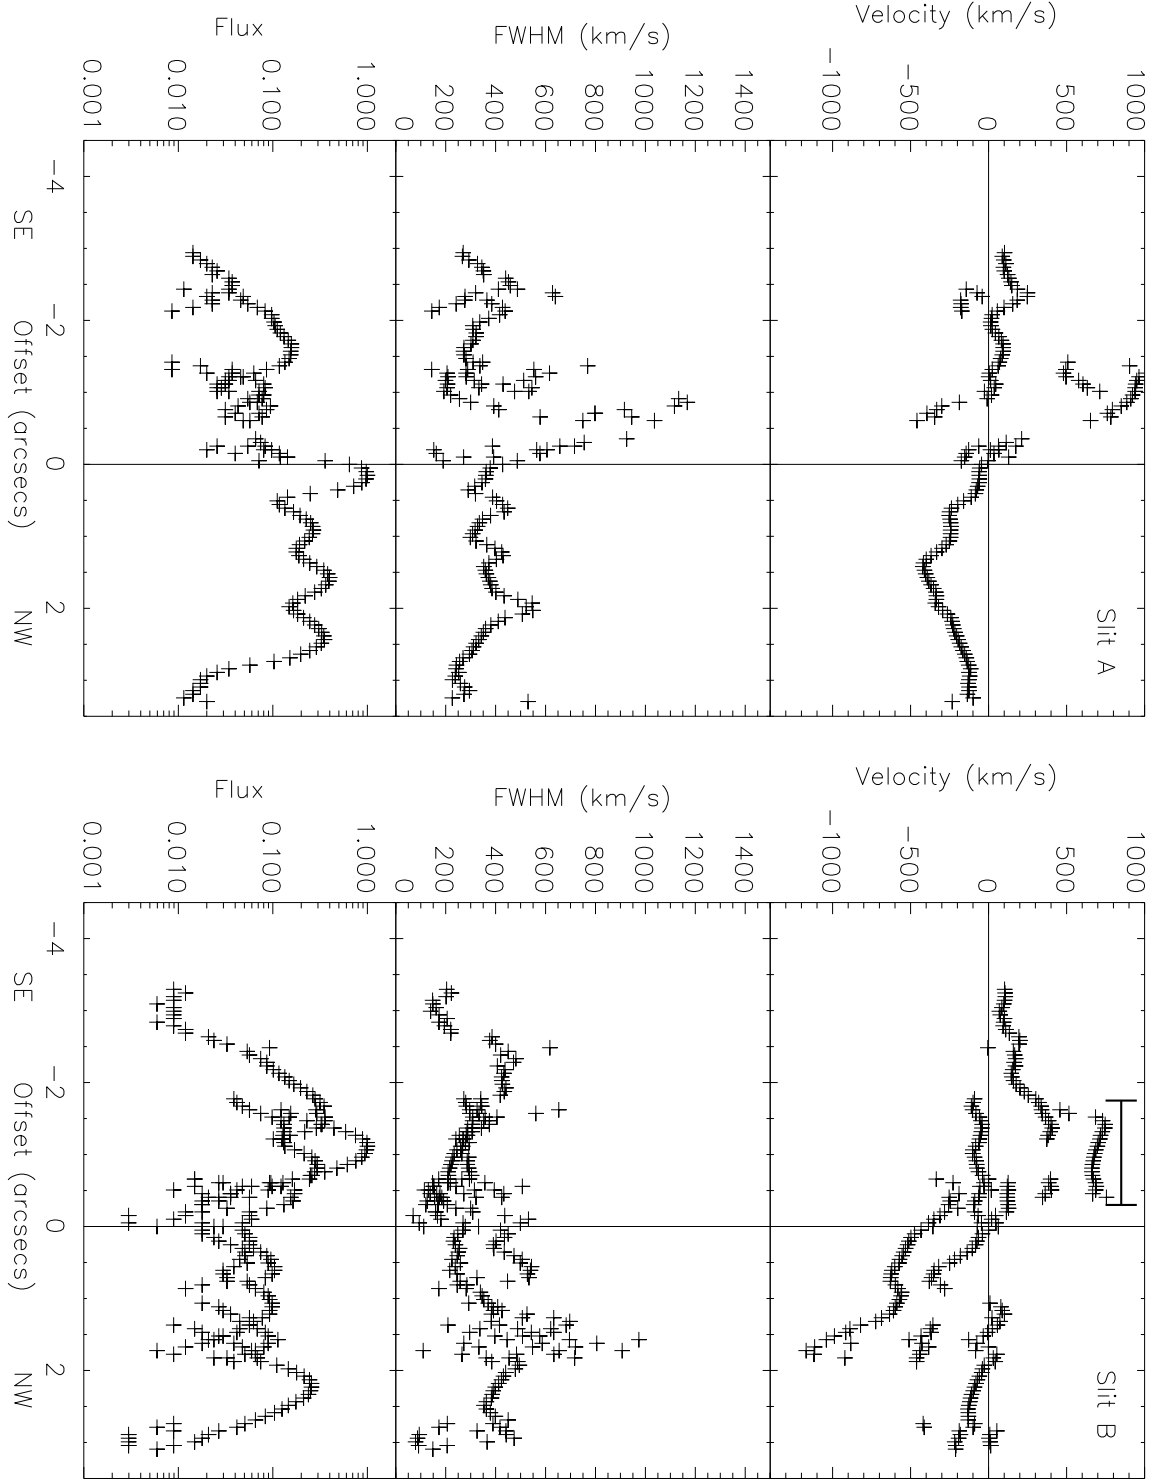 Slit A
Velocity (km/s)
1000
500
0
−500
−1000
FWHM (km/s)
1400
1200
1000
800
600
400
200
0
Flux
1.000
0.100
0.010
0.001
−4 −2 0 2
SE Offset (arcsecs) NW
Slit B
Velocity (km/s)
1000
500
0
−500
−1000
FWHM (km/s)
1400
1200
1000
800
600
400
200
0
Flux
1.000
0.100
0.010
0.001
−4 −2 0 2
SE Offset (arcsecs) NW